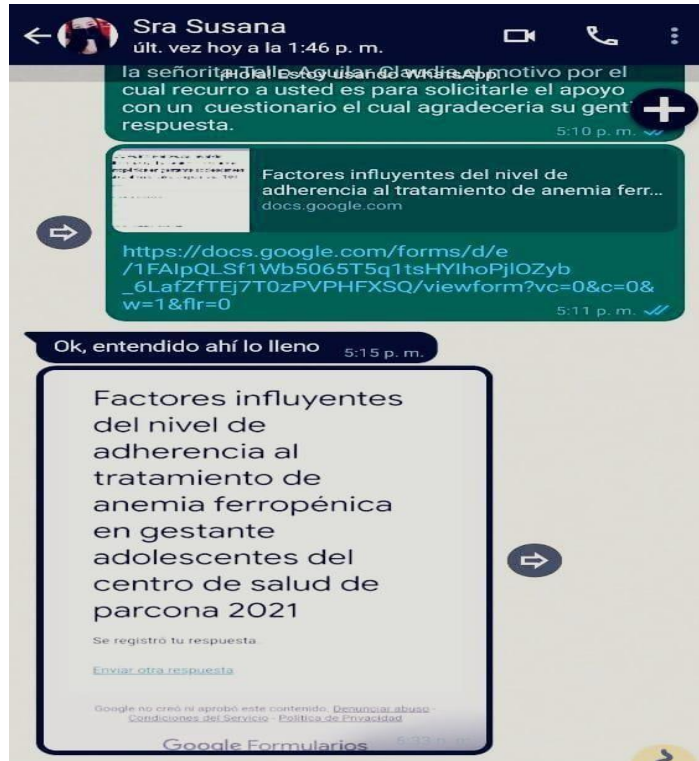 Sra Susana
últ. vez hoy a la 1:46 p. m.
la señorita Claudia el motivo por el
¡Hola! Estoy usando WhatsApp.
cual recurro a usted es para solicitarle el apoyo
con un cuestionario el cual agradeceria su gent
respuesta.
5:10 p. m.
Factores influyentes del nivel de
adherencia al tratamiento de anemia ferr...
docs.google.com
https://docs.google.com/forms/d/e
/1FAIpQLSf1Wb5065T5q1tsHYIhoPjlOZyb
_6LafZfTEj7T0zPVPHFXSQ/viewform?vc=0&c=0&
w=1&flr=0
5:11 p. m.
Ok, entendido ahí lo lleno 5:15 p. m.
Factores influyentes
del nivel de
adherencia al
tratamiento de
anemia ferropénica
en gestante
adolescentes del
centro de salud de
parcona 2021
Se registró tu respuesta.
Enviar otra respuesta
Google no creó ni aprobó este contenido. Denunciar abuso -
Condiciones del Servicio - Política de Privacidad
Google Formularios